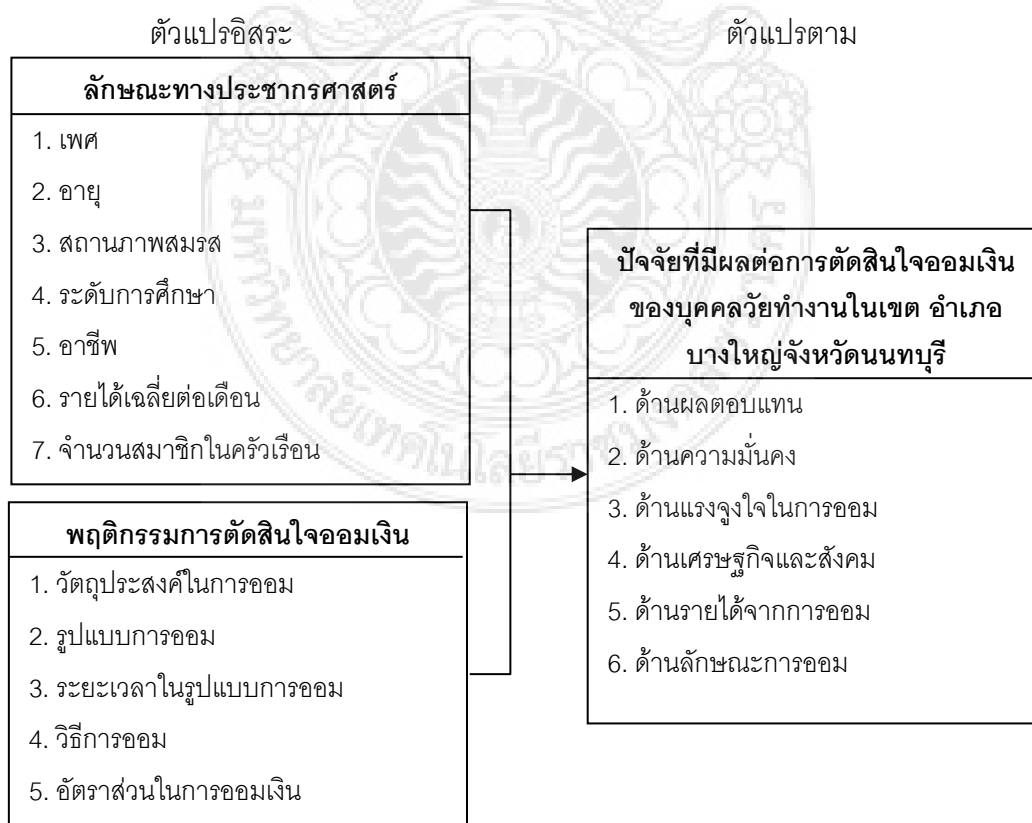 ตัวแปรอิสระ
ตัวแปรตาม
ลักษณะทางประชากรศาสตร์
1. เพศ
2. อายุ
3. สถานภาพสมรส
4. ระดับการศึกษา
5. อาชีพ
6. รายได้เฉลี่ยต่อเดือน
7. จำนวนสมาชิกในครัวเรือน
พฤติกรรมการตัดสินใจออมเงิน
1. วัตถุประสงค์ในการออม
2. รูปแบบการออม
3. ระยะเวลาในรูปแบบการออม
4. วิธีการออม
5. อัตราส่วนในการออมเงิน
ปัจจัยที่มีผลต่อการตัดสินใจออมเงิน
ของบุคคลวัยทำงานในเขต อำเภอ
บางใหญ่จังหวัดนนทบุรี
1. ด้านผลตอบแทน
2. ด้านความมั่นคง
3. ด้านแรงจูงใจในการออม
4. ด้านเศรษฐกิจและสังคม
5. ด้านรายได้จากการออม
6. ด้านลักษณะการออม